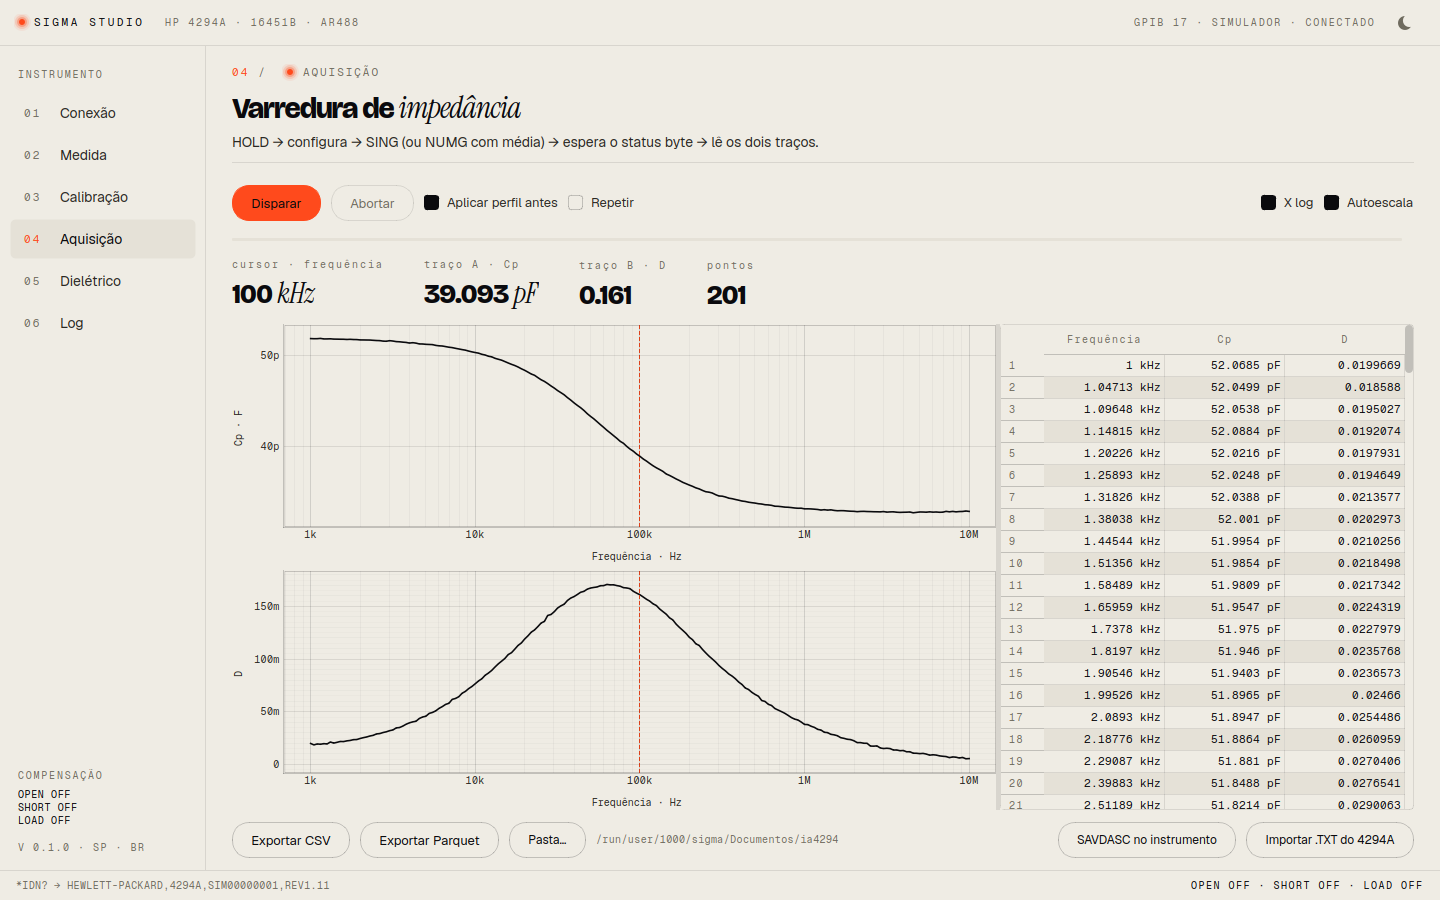 SIGMA STUDIO HP 4294A · 16451B · AR488 GPIB 17 · SIMULADOR · CONECTADO
INSTRUMENTO
01 Conexão
02 Medida
03 Calibração
04 Aquisição
05 Dielétrico
06 Log
COMPENSAÇÃO
OPEN OFF
SHORT OFF
LOAD OFF
V 0.1.0 · SP · BR
04 / AQUISIÇÃO
Varredura de impedância
HOLD → configura → SING (ou NUMG com média) → espera o status byte → lê os dois traços.
Disparar Abortar Aplicar perfil antes Repetir X log Autoescala
cursor · frequência traço A · Cp traço B · D pontos
100 kHz 39.093 pF 0.161 201
50p
40p
Cp · F
1k 10k 100k 1M 10M
Frequência · Hz
150m
100m
50m
0
D
1k 10k 100k 1M 10M
Frequência · Hz
Frequência Cp D
1 1 kHz 52.0685 pF 0.0199669
2 1.04713 kHz 52.0499 pF 0.018588
3 1.09648 kHz 52.0538 pF 0.0195027
4 1.14815 kHz 52.0884 pF 0.0192074
5 1.20226 kHz 52.0216 pF 0.0197931
6 1.25893 kHz 52.0248 pF 0.0194649
7 1.31826 kHz 52.0388 pF 0.0213577
8 1.38038 kHz 52.001 pF 0.0202973
9 1.44544 kHz 51.9954 pF 0.0210256
10 1.51356 kHz 51.9854 pF 0.0218498
11 1.58489 kHz 51.9809 pF 0.0217342
12 1.65959 kHz 51.9547 pF 0.0224319
13 1.7378 kHz 51.975 pF 0.0227979
14 1.8197 kHz 51.946 pF 0.0235768
15 1.90546 kHz 51.9403 pF 0.0236573
16 1.99526 kHz 51.8965 pF 0.02466
17 2.0893 kHz 51.8947 pF 0.0254486
18 2.18776 kHz 51.8864 pF 0.0260959
19 2.29087 kHz 51.881 pF 0.0270406
20 2.39883 kHz 51.8488 pF 0.0276541
21 2.51189 kHz 51.8214 pF 0.0290063
Exportar CSV Exportar Parquet Pasta… /run/user/1000/sigma/Documentos/ia4294 SAVDASC no instrumento Importar .TXT do 4294A
*IDN? → HEWLETT-PACKARD,4294A,SIM00000001,REV1.11 OPEN OFF · SHORT OFF · LOAD OFF